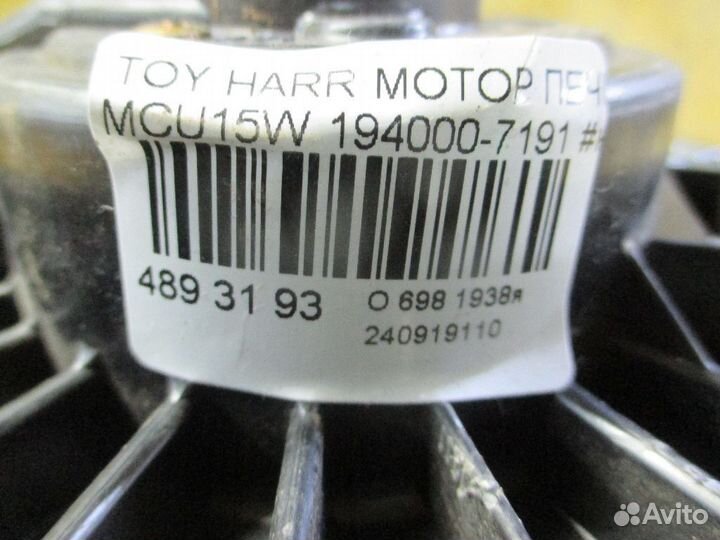 TOY HARR МОТОР ПЕЧ
MCU15W 194000-7191 #
489 31 93
О 698 1938я
240919110
Avito